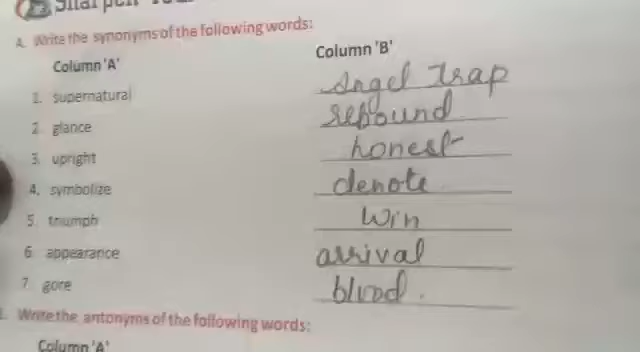 Sharpen Your
A. Write the synonyms of the following words:
Column 'A' Column 'B'
1. supernatural Angel Trap
2. glance rebound
3. upright honest
4. symbolize denote
5. triumph Win
6. appearance arrival
7. gore blood.
Write the antonyms of the following words:
Column 'A'